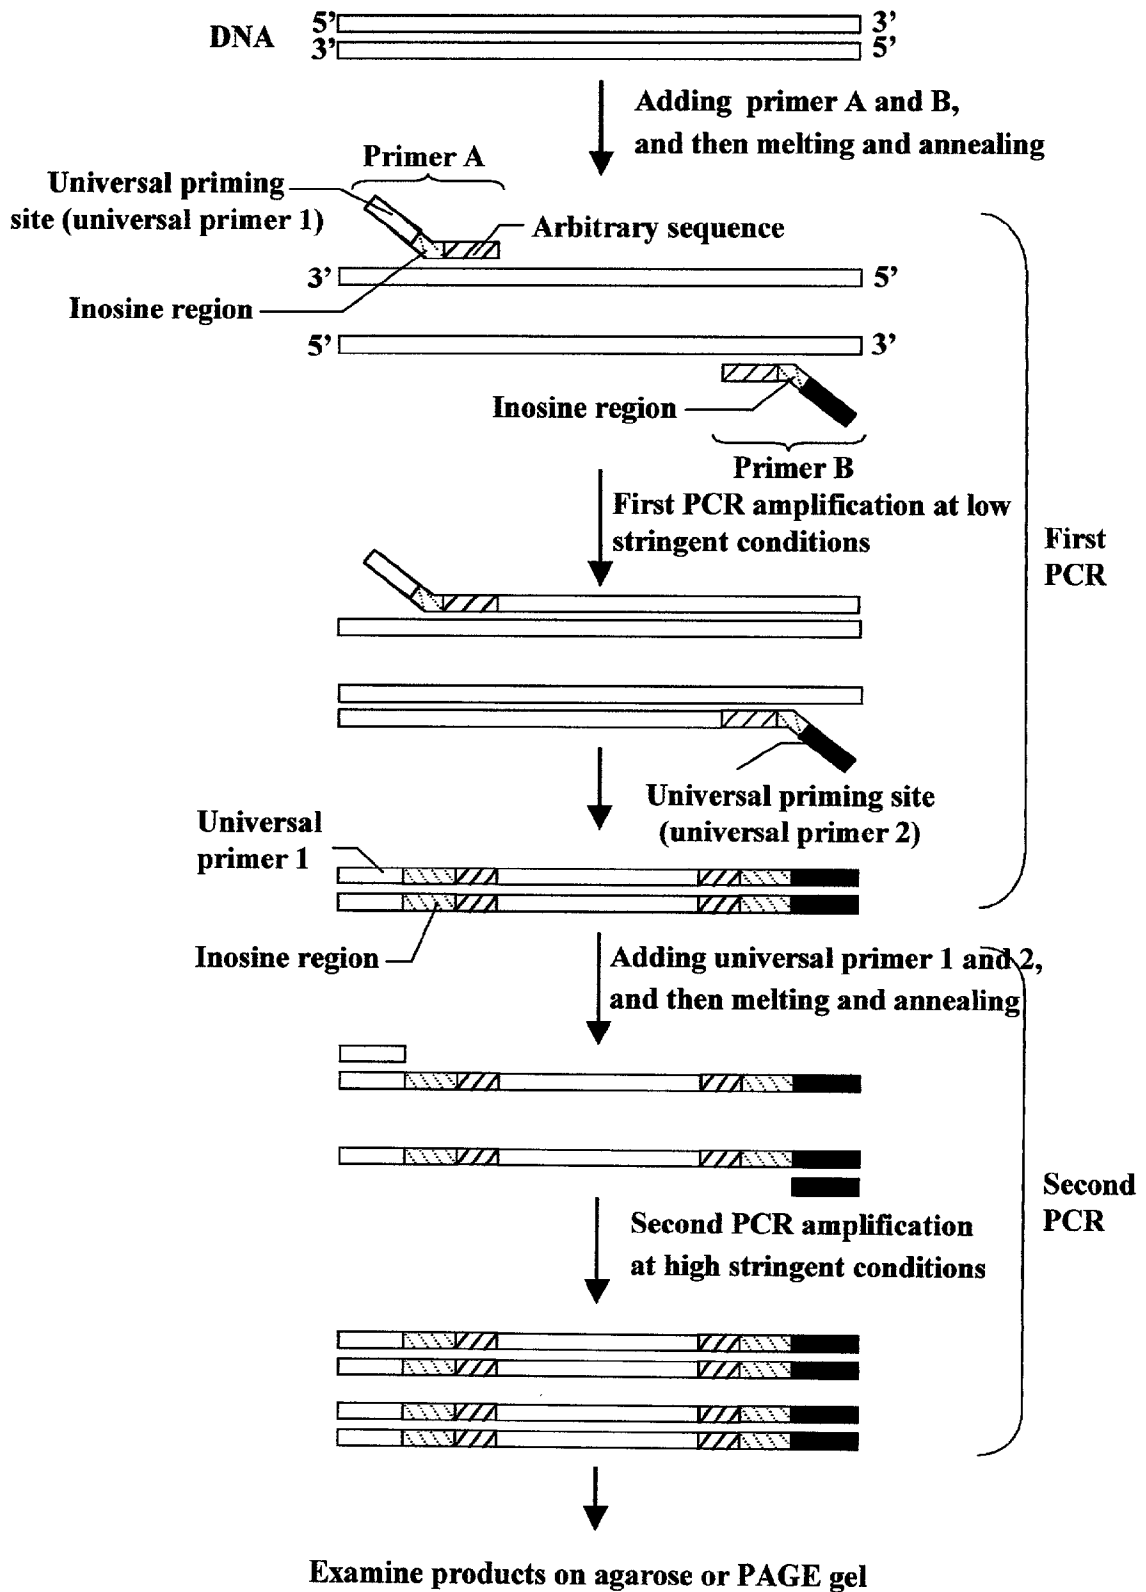 5’ 3’
DNA
3’ 5’
Adding primer A and B,
and then melting and annealing
Primer A
Universal priming
site (universal primer 1)
Arbitrary sequence
3’ 5’
Inosine region
5’ 3’
Inosine region
Primer B
First PCR amplification at low
stringent conditions
First
PCR
Universal priming site
(universal primer 2)
Universal
primer 1
Inosine region
Adding universal primer 1 and 2,
and then melting and annealing
Second
PCR
Second PCR amplification
at high stringent conditions
Examine products on agarose or PAGE gel